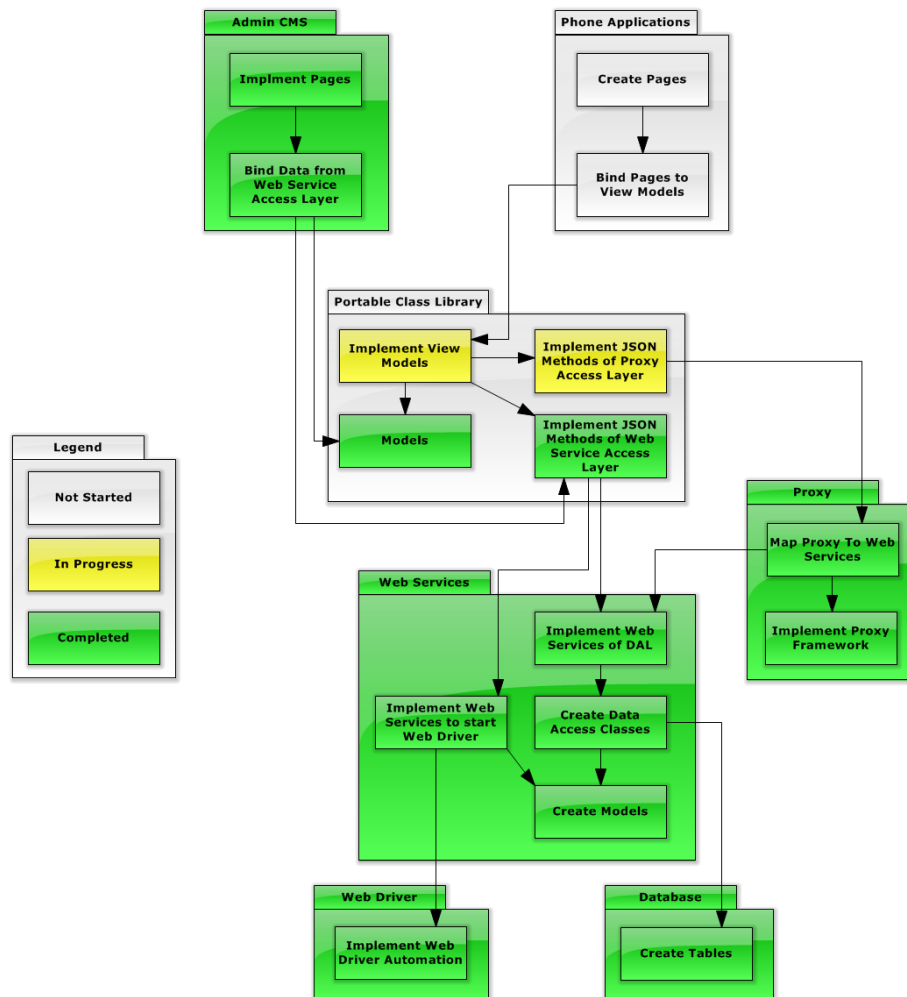 Admin CMS
Implment Pages
Bind Data from
Web Service
Access Layer
Phone Applications
Create Pages
Bind Pages to
View Models
Portable Class Library
Implement View
Models
Implement JSON
Methods of Proxy
Access Layer
Models
Implement JSON
Methods of Web
Service Access
Layer
Legend
Not Started
In Progress
Completed
Proxy
Map Proxy To Web
Services
Implement Proxy
Framework
Web Services
Implement Web
Services of DAL
Implement Web
Services to start
Web Driver
Create Data
Access Classes
Create Models
Web Driver
Implement Web
Driver Automation
Database
Create Tables